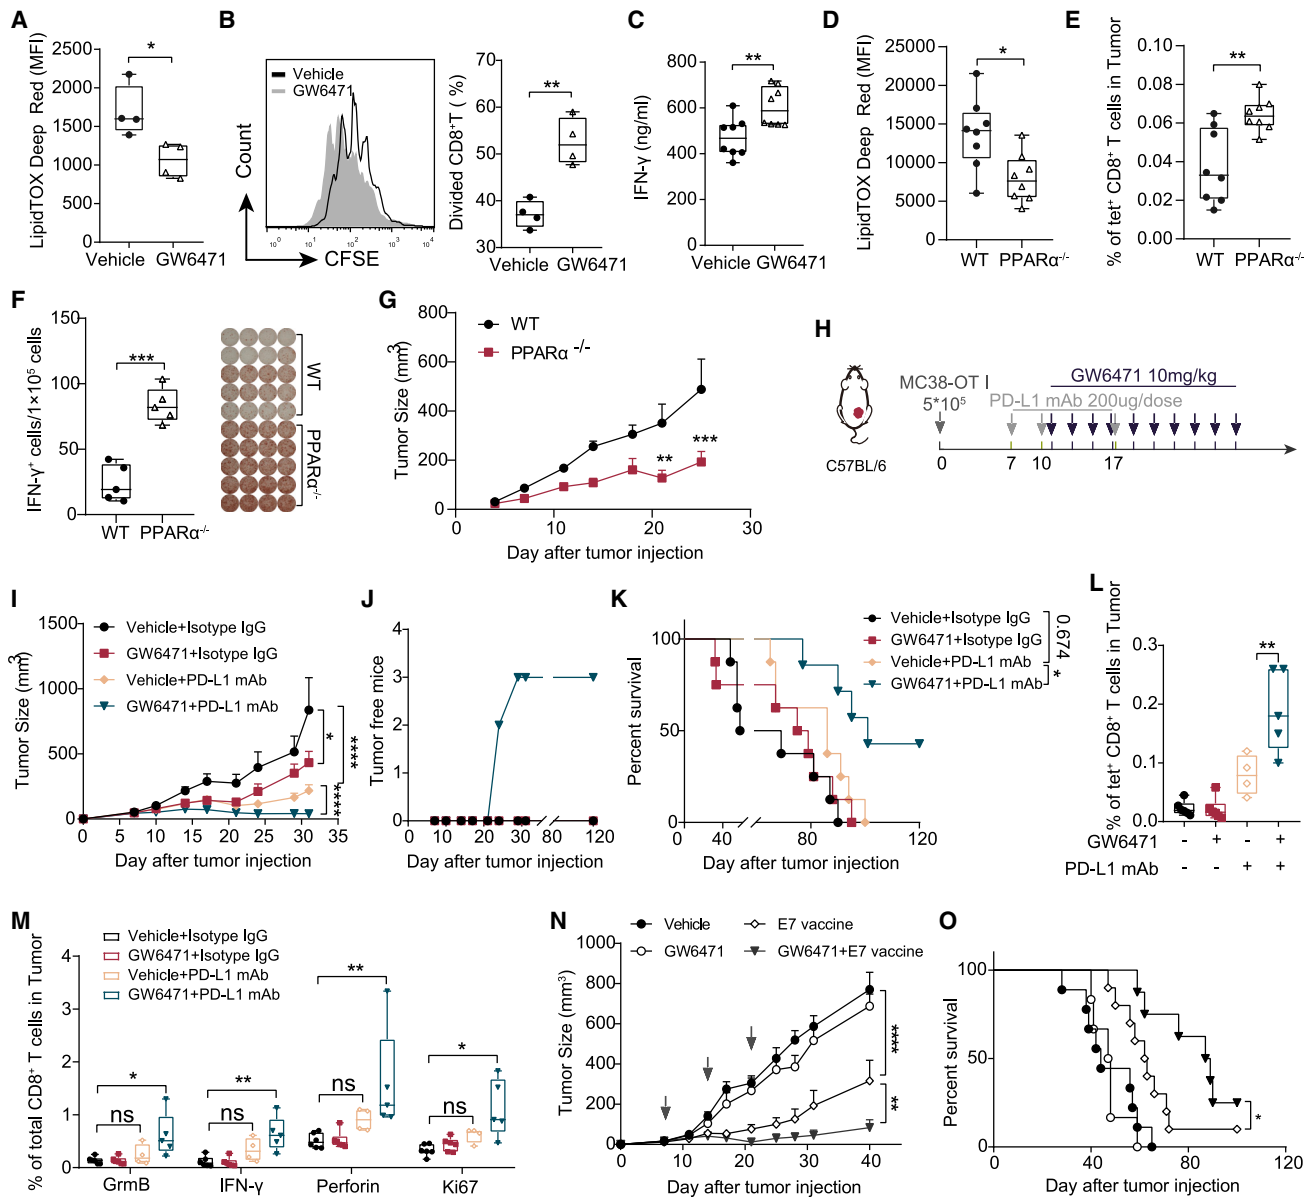 A
LipidTOX Deep Red (MFI)
2500
2000
1500
1000
500
0
*
Vehicle GW6471
B
Vehicle
GW6471
Count
CFSE
10⁰ 10¹ 10² 10³ 10⁴
Divided CD8⁺T ( %)
70
60
50
40
30
**
Vehicle GW6471
C
IFN-γ (ng/ml)
800
600
400
200
0
**
Vehicle GW6471
D
LipidTOX Deep Red (MFI)
25000
20000
15000
10000
5000
0
*
WT PPARα⁻/⁻
E
% of tet⁺ CD8⁺ T cells in Tumor
0.10
0.08
0.06
0.04
0.02
0.00
**
WT PPARα⁻/⁻
F
IFN-γ⁺ cells/1×10⁵ cells
150
100
50
0
***
WT PPARα⁻/⁻
WT
PPARα⁻/⁻
G
Tumor Size (mm³)
800
600
400
200
0
WT
PPARα ⁻/⁻
**
***
0 10 20 30
Day after tumor injection
H
C57BL/6
MC38-OT I
5*10⁵
GW6471 10mg/kg
PD-L1 mAb 200ug/dose
0 7 10 17
I
Tumor Size (mm³)
1500
1000
500
0
Vehicle+Isotype IgG
GW6471+Isotype IgG
Vehicle+PD-L1 mAb
GW6471+PD-L1 mAb
*
****
****
0 5 10 15 20 25 30 35
Day after tumor injection
J
Tumor free mice
4
3
2
1
0
0 10 20 30 80 120
Day after tumor injection
K
Percent survival
100
50
0
Vehicle+Isotype IgG
GW6471+Isotype IgG
Vehicle+PD-L1 mAb
GW6471+PD-L1 mAb
0.674
*
0 40 80 120
Day after tumor injection
L
% of tet⁺ CD8⁺ T cells in Tumor
0.3
0.2
0.1
0.0
**
GW6471 - + - +
PD-L1 mAb - - + +
M
% of total CD8⁺ T cells in Tumor
4
3
2
1
0
Vehicle+Isotype IgG
GW6471+Isotype IgG
Vehicle+PD-L1 mAb
GW6471+PD-L1 mAb
*
ns
**
ns
**
ns
*
ns
GrmB IFN-γ Perforin Ki67
N
Vehicle
GW6471
E7 vaccine
GW6471+E7 vaccine
Tumor Size (mm³)
1000
800
600
400
200
0
****
**
0 10 20 30 40
Day after tumor injection
O
Percent survival
100
50
0
*
0 40 80 120
Day after tumor injection